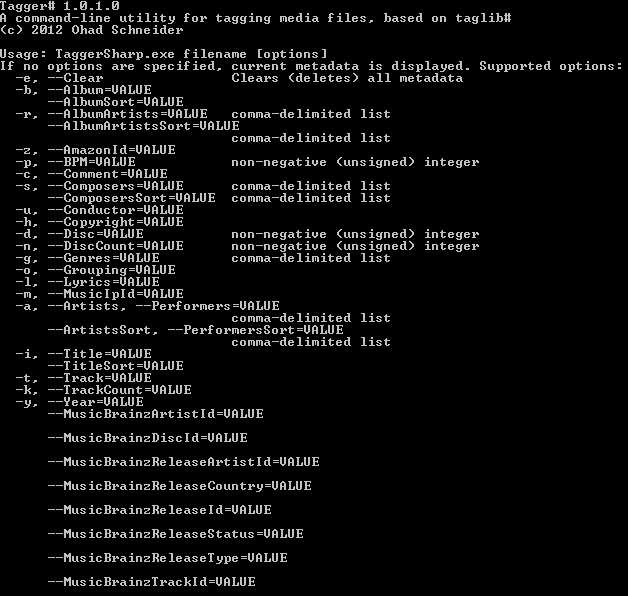 Tagger# 1.0.1.0
A command-line utility for tagging media files, based on taglib#
(c) 2012 Ohad Schneider

Usage: TaggerSharp.exe filename [options]
If no options are specified, current metadata is displayed. Supported options:
  -e, --Clear                Clears (deletes) all metadata
  -b, --Album=VALUE
      --AlbumSort=VALUE
  -r, --AlbumArtists=VALUE   comma-delimited list
      --AlbumArtistsSort=VALUE
                             comma-delimited list
  -z, --AmazonId=VALUE
  -p, --BPM=VALUE            non-negative (unsigned) integer
  -c, --Comment=VALUE
  -s, --Composers=VALUE      comma-delimited list
      --ComposersSort=VALUE  comma-delimited list
  -u, --Conductor=VALUE
  -h, --Copyright=VALUE
  -d, --Disc=VALUE           non-negative (unsigned) integer
  -n, --DiscCount=VALUE      non-negative (unsigned) integer
  -g, --Genres=VALUE         comma-delimited list
  -o, --Grouping=VALUE
  -l, --Lyrics=VALUE
  -m, --MusicIpId=VALUE
  -a, --Artists, --Performers=VALUE
                             comma-delimited list
      --ArtistsSort, --PerformersSort=VALUE
                             comma-delimited list
  -i, --Title=VALUE
      --TitleSort=VALUE
  -t, --Track=VALUE
  -k, --TrackCount=VALUE
  -y, --Year=VALUE
      --MusicBrainzArtistId=VALUE

      --MusicBrainzDiscId=VALUE

      --MusicBrainzReleaseArtistId=VALUE

      --MusicBrainzReleaseCountry=VALUE

      --MusicBrainzReleaseId=VALUE

      --MusicBrainzReleaseStatus=VALUE

      --MusicBrainzReleaseType=VALUE

      --MusicBrainzTrackId=VALUE